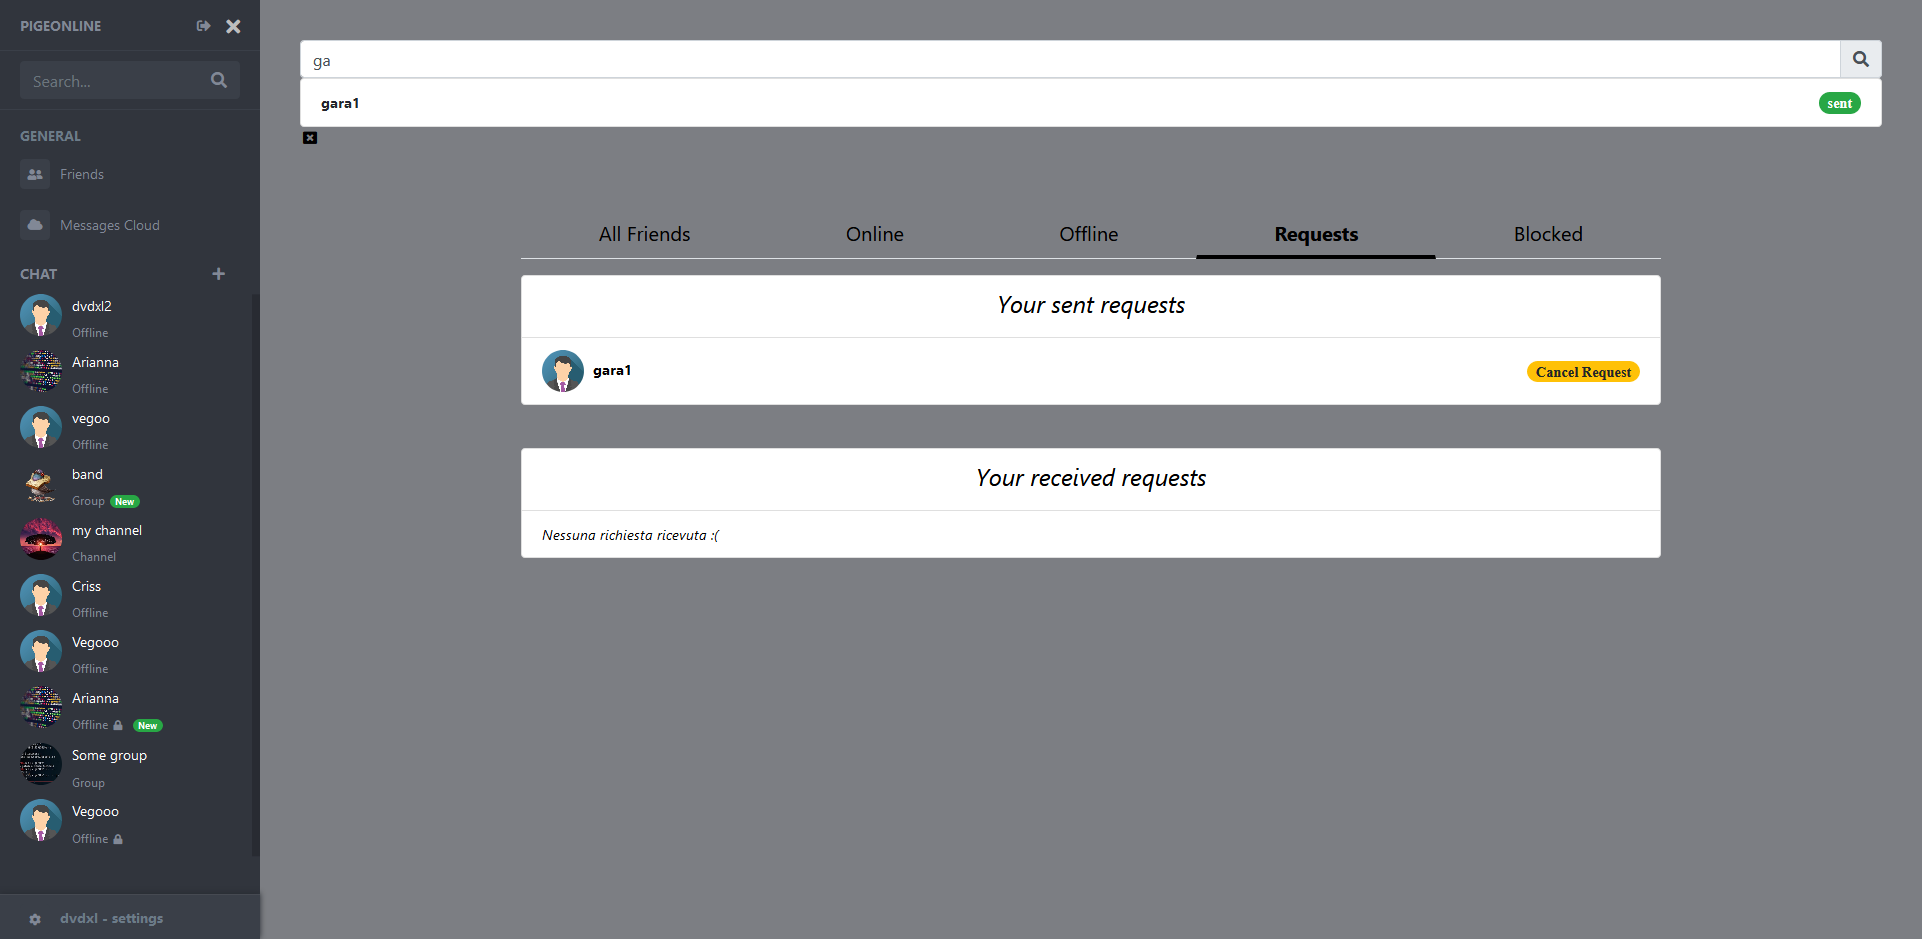 PIGEONLINE
Search...
GENERAL
Friends
Messages Cloud
CHAT
dvdxl2
Offline
Arianna
Offline
vegoo
Offline
band
Group New
my channel
Channel
Criss
Offline
Vegooo
Offline
Arianna
Offline New
Some group
Group
Vegooo
Offline
dvdxl - settings
ga
gara1 sent
All Friends Online Offline Requests Blocked
Your sent requests
gara1 Cancel Request
Your received requests
Nessuna richiesta ricevuta :(